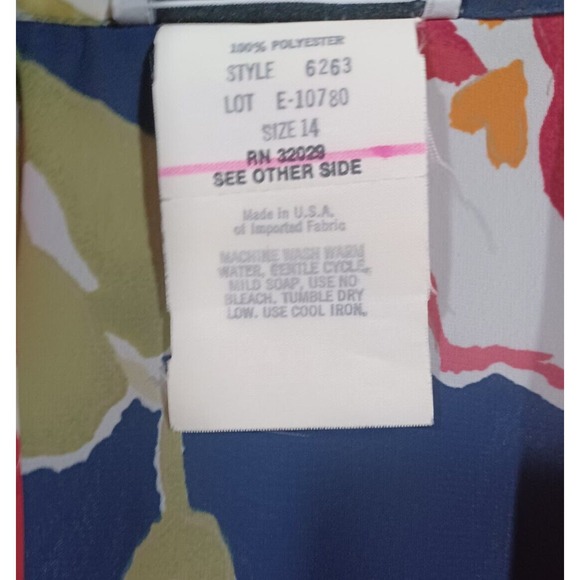 100% POLYESTER
STYLE 6263
LOT E-10780
SIZE 14
RN 32029
SEE OTHER SIDE
Made in U.S.A.
of Imported Fabric
MACHINE WASH WARM
WATER, GENTLE CYCLE,
MILD SOAP, USE NO
BLEACH. TUMBLE DRY
LOW. USE COOL IRON.